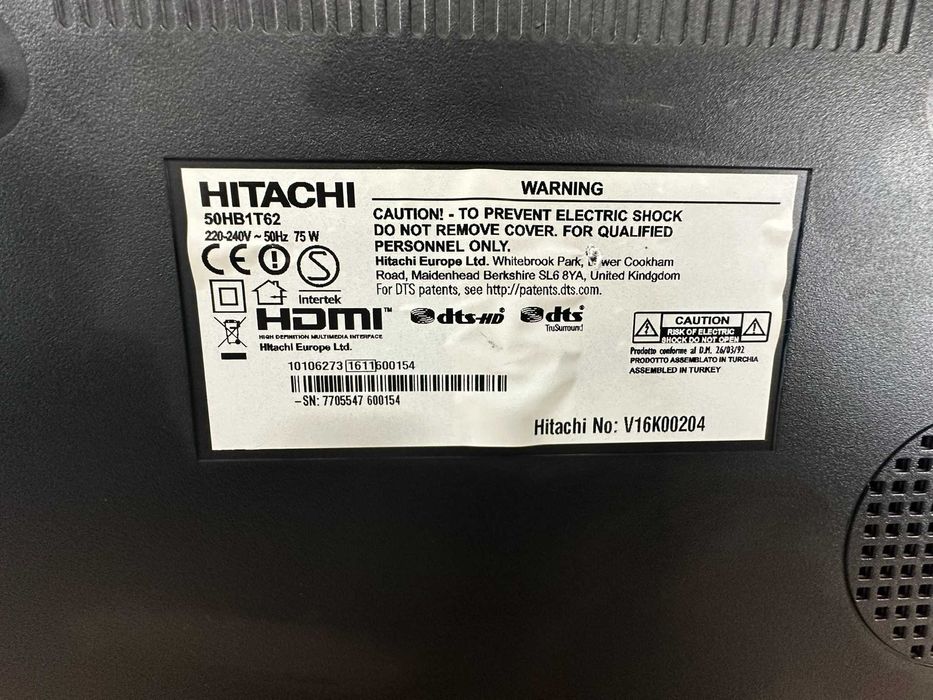 HITACHI
50HB1T62
220-240V ~ 50Hz 75 W
CE
S
Intertek
HDMI™
HIGH DEFINITION MULTIMEDIA INTERFACE
Hitachi Europe Ltd.
WARNING
CAUTION! - TO PREVENT ELECTRIC SHOCK
DO NOT REMOVE COVER. FOR QUALIFIED
PERSONNEL ONLY.
Hitachi Europe Ltd. Whitebrook Park, wer Cookham
Road, Maidenhead Berkshire SL6 8YA, United Kindgdom
For DTS patents, see http://patents.dts.com.
dts-HD
dts
TruSurround
CAUTION
RISK OF ELECTRIC
SHOCK DO NOT OPEN
Prodotto conforme al D.M. 26/03/92
PRODOTTO ASSEMBLATO IN TURCHIA
ASSEMBLED IN TURKEY
10106273 1611 600154
–SN: 7705547 600154
Hitachi No: V16K00204